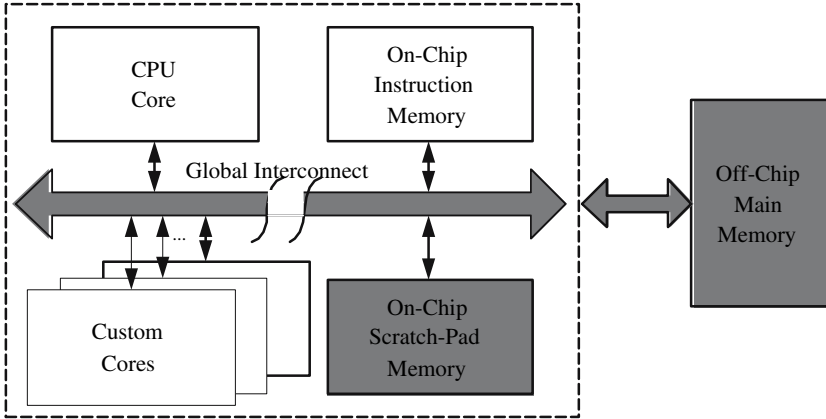 CPU
Core
On-Chip
Instruction
Memory
Global Interconnect
Off-Chip
Main
Memory
...
Custom
Cores
On-Chip
Scratch-Pad
Memory